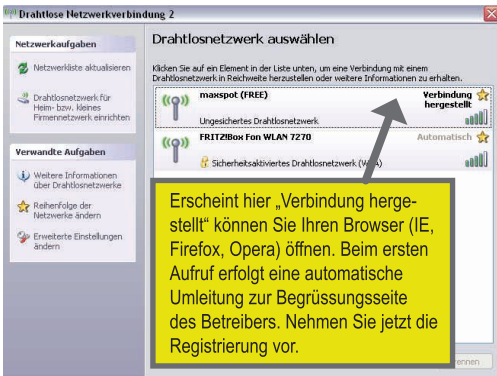 Drahtlose Netzwerkverbindung 2
Netzwerkaufgaben
Netzwerkliste aktualisieren
Drahtlosnetzwerk für
Heim- bzw. kleines
Firmennetzwerk einrichten
Verwandte Aufgaben
Weitere Informationen
über Drahtlosnetzwerke
Reihenfolge der
Netzwerke ändern
Erweiterte Einstellungen
ändern
Drahtlosnetzwerk auswählen
Klicken Sie auf ein Element in der Liste unten, um eine Verbindung mit einem
Drahtlosnetzwerk in Reichweite herzustellen oder weitere Informationen zu erhalten.
maxspot (FREE)
Verbindung
hergestellt
Ungesichertes Drahtlosnetzwerk
FRITZ!Box Fon WLAN 7270
Automatisch
Sicherheitsaktiviertes Drahtlosnetzwerk
Erscheint hier „Verbindung herge-
stellt“ können Sie Ihren Browser (IE,
Firefox, Opera) öffnen. Beim ersten
Aufruf erfolgt eine automatische
Umleitung zur Begrüssungsseite
des Betreibers. Nehmen Sie jetzt die
Registrierung vor.
rennen